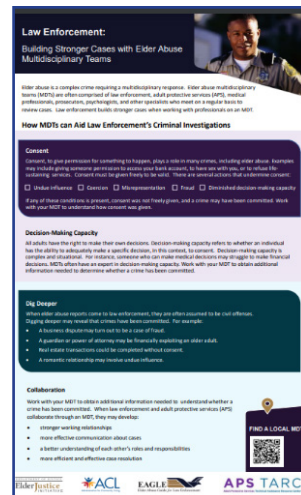 Law Enforcement:
Building Stronger Cases with Elder Abuse
Multidisciplinary Teams
Elder abuse is a complex crime requiring a multidisciplinary response. Elder abuse multidisciplinary
teams (MDTs) are often comprised of law enforcement, adult protective services (APS), medical
professionals, prosecutors, psychologists, and other specialists who meet on a regular basis to
review cases. Law enforcement builds stronger cases when working with professionals on an MDT.
How MDTs can Aid Law Enforcement's Criminal Investigations
Consent
Consent, to give permission for something to happen, plays a role in many crimes, including elder abuse. Examples
may include giving someone permission to access your bank account, to have sex with you, or to refuse life-
sustaining services. Consent must be given freely to be valid. There are several actions that undermine consent:
Undue influence
Coercion
Misrepresentation
Fraud
Diminished decision making capacity
If any of these conditions is present, consent was not freely given, and a crime may have been committed. Work
with your MDT to understand how consent was given.
Decision-Making Capacity
All adults have the right to make their own decisions. Decision-making capacity refers to whether an individual
has the ability to adequately make a specific decision, in this context, to consent. Decision-making capacity is
complex and situational. For instance, someone who can make medical decisions may struggle to make financial
decisions. MDTs often have an expert in decision-making capacity. Work with your MDT to obtain additional
information needed to determine whether a crime has been committed.
Dig Deeper
When elder abuse reports come to law enforcement, they are often assumed to be civil offenses.
Digging deeper may reveal that crimes have been committed. For example:
• A business dispute may turn out to be a case of fraud.
• A guardian or power of attorney may be financially exploiting an older adult.
• Real estate transactions could be completed without consent.
• A romantic relationship may involve undue influence.
Collaboration
Work with your MDT to obtain additional information needed to understand whether a
crime has been committed. When law enforcement and adult protective services (APS)
collaborate through an MDT, they may develop:
• stronger working relationships
• more effective communication about cases
• a better understanding of each other's roles and responsibilities
• more efficient and effective case resolution
FIND A LOCAL MDT
Elder Justice
ACL
EAGLE
Elder Abuse Guide for Law Enforcement
APS TARC